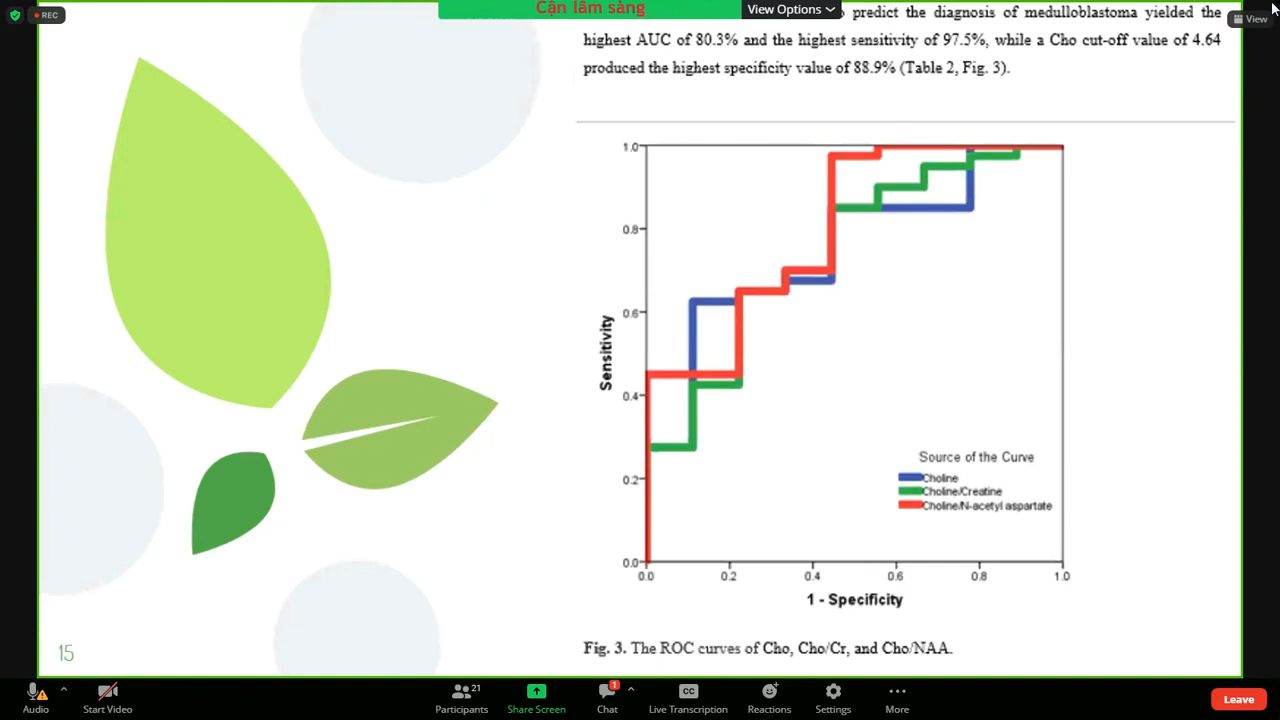 REC
Cận lâm sàng
View Options
View
predict the diagnosis of medulloblastoma yielded the
highest AUC of 80.3% and the highest sensitivity of 97.5%, while a Cho cut-off value of 4.64
produced the highest specificity value of 88.9% (Table 2, Fig. 3).
1.0
0.8
0.6
0.4
0.2
0.0
Sensitivity
Source of the Curve
Choline
Choline/Creatine
Choline/N-acetyl aspartate
0.0 0.2 0.4 0.6 0.8 1.0
1 - Specificity
Fig. 3. The ROC curves of Cho, Cho/Cr, and Cho/NAA.
15
Audio
Start Video
Participants 21
Share Screen
Chat 1
CC
Live Transcription
Reactions
Settings
More
Leave